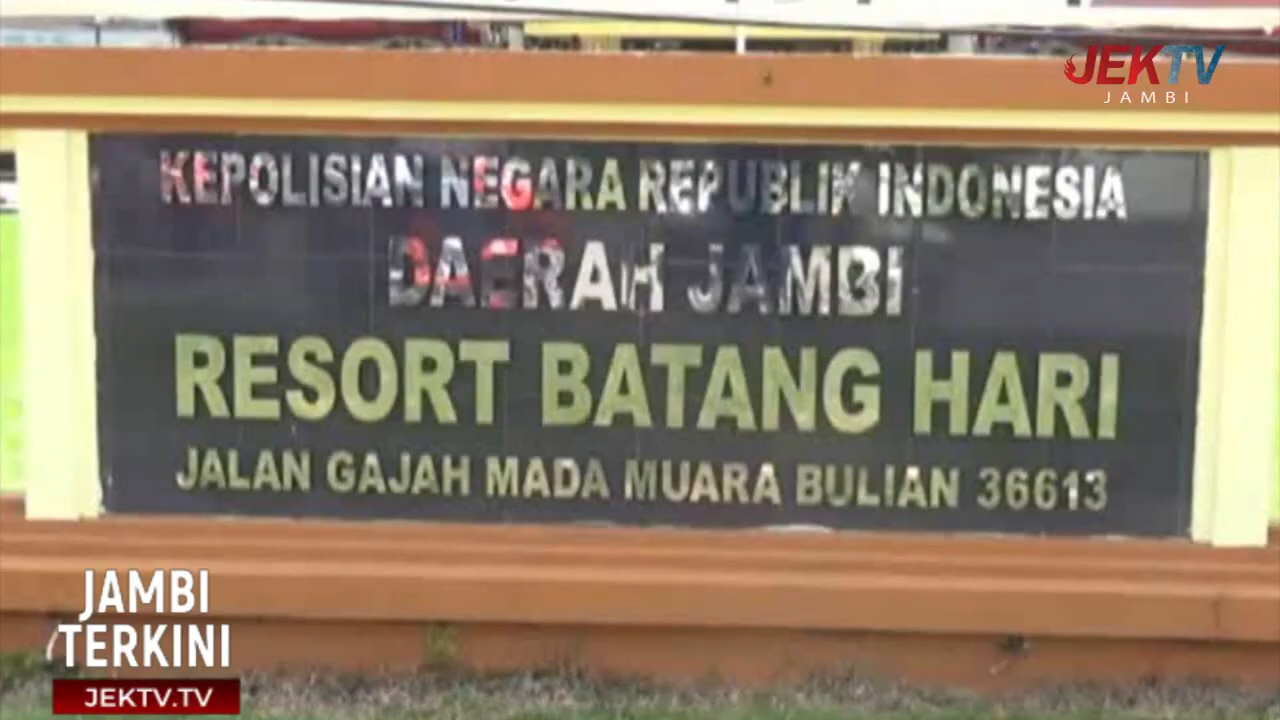 JEKTV
JAMBI
KEPOLISIAN NEGARA REPUBLIK INDONESIA
DAERAH JAMBI
RESORT BATANG HARI
JALAN GAJAH MADA MUARA BULIAN 36613
JAMBI
TERKINI
JEKTV.TV